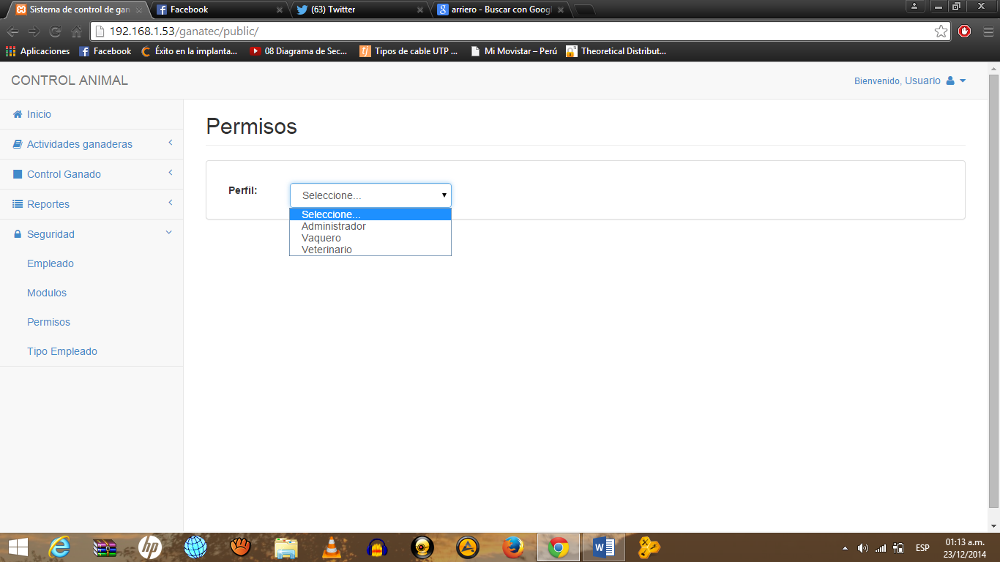 Sistema de control de gan
Facebook
(63) Twitter
arriero - Buscar con Googl
192.168.1.53/ganatec/public/
Aplicaciones
Facebook
Éxito en la implanta...
08 Diagrama de Sec...
Tipos de cable UTP ...
Mi Movistar – Perú
Theoretical Distribut...
CONTROL ANIMAL
Bienvenido, Usuario
Inicio
Actividades ganaderas
Control Ganado
Reportes
Seguridad
Empleado
Modulos
Permisos
Tipo Empleado
Permisos
Perfil:
Seleccione...
Seleccione...
Administrador
Vaquero
Veterinario
ESP
01:13 a.m.
23/12/2014